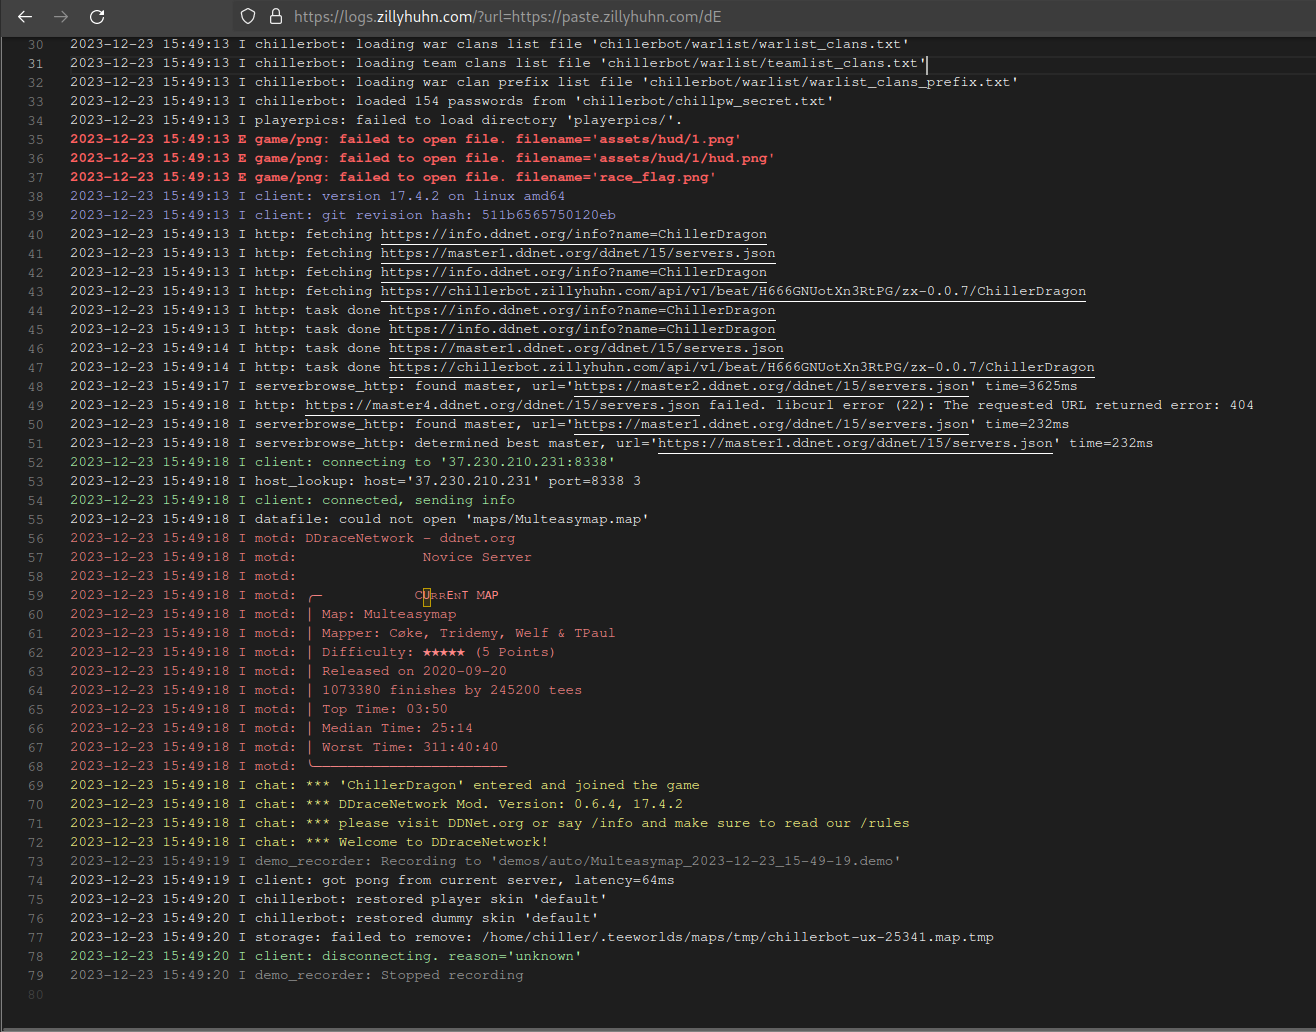 https://logs.zillyhuhn.com/?url=https://paste.zillyhuhn.com/dE
30 2023-12-23 15:49:13 I chillerbot: loading war clans list file 'chillerbot/warlist/warlist_clans.txt'
31 2023-12-23 15:49:13 I chillerbot: loading team clans list file 'chillerbot/warlist/teamlist_clans.txt'
32 2023-12-23 15:49:13 I chillerbot: loading war clan prefix list file 'chillerbot/warlist/warlist_clans_prefix.txt'
33 2023-12-23 15:49:13 I chillerbot: loaded 154 passwords from 'chillerbot/chillpw_secret.txt'
34 2023-12-23 15:49:13 I playerpics: failed to load directory 'playerpics/'.
35 2023-12-23 15:49:13 E game/png: failed to open file. filename='assets/hud/1.png'
36 2023-12-23 15:49:13 E game/png: failed to open file. filename='assets/hud/1/hud.png'
37 2023-12-23 15:49:13 E game/png: failed to open file. filename='race_flag.png'
38 2023-12-23 15:49:13 I client: version 17.4.2 on linux amd64
39 2023-12-23 15:49:13 I client: git revision hash: 511b6565750120eb
40 2023-12-23 15:49:13 I http: fetching https://info.ddnet.org/info?name=ChillerDragon
41 2023-12-23 15:49:13 I http: fetching https://master1.ddnet.org/ddnet/15/servers.json
42 2023-12-23 15:49:13 I http: fetching https://info.ddnet.org/info?name=ChillerDragon
43 2023-12-23 15:49:13 I http: fetching https://chillerbot.zillyhuhn.com/api/v1/beat/H666GNUotXn3RtPG/zx-0.0.7/ChillerDragon
44 2023-12-23 15:49:13 I http: task done https://info.ddnet.org/info?name=ChillerDragon
45 2023-12-23 15:49:13 I http: task done https://info.ddnet.org/info?name=ChillerDragon
46 2023-12-23 15:49:14 I http: task done https://master1.ddnet.org/ddnet/15/servers.json
47 2023-12-23 15:49:14 I http: task done https://chillerbot.zillyhuhn.com/api/v1/beat/H666GNUotXn3RtPG/zx-0.0.7/ChillerDragon
48 2023-12-23 15:49:17 I serverbrowse_http: found master, url='https://master2.ddnet.org/ddnet/15/servers.json' time=3625ms
49 2023-12-23 15:49:18 I http: https://master4.ddnet.org/ddnet/15/servers.json failed. libcurl error (22): The requested URL returned error: 404
50 2023-12-23 15:49:18 I serverbrowse_http: found master, url='https://master1.ddnet.org/ddnet/15/servers.json' time=232ms
51 2023-12-23 15:49:18 I serverbrowse_http: determined best master, url='https://master1.ddnet.org/ddnet/15/servers.json' time=232ms
52 2023-12-23 15:49:18 I client: connecting to '37.230.210.231:8338'
53 2023-12-23 15:49:18 I host_lookup: host='37.230.210.231' port=8338 3
54 2023-12-23 15:49:18 I client: connected, sending info
55 2023-12-23 15:49:18 I datafile: could not open 'maps/Multeasymap.map'
56 2023-12-23 15:49:18 I motd: DDraceNetwork - ddnet.org
57 2023-12-23 15:49:18 I motd: Novice Server
58 2023-12-23 15:49:18 I motd:
59 2023-12-23 15:49:18 I motd: ╭─ CUʀʀEɴT MAP
60 2023-12-23 15:49:18 I motd: | Map: Multeasymap
61 2023-12-23 15:49:18 I motd: | Mapper: Cøke, Tridemy, Welf & TPaul
62 2023-12-23 15:49:18 I motd: | Difficulty: ★★★★★ (5 Points)
63 2023-12-23 15:49:18 I motd: | Released on 2020-09-20
64 2023-12-23 15:49:18 I motd: | 1073380 finishes by 245200 tees
65 2023-12-23 15:49:18 I motd: | Top Time: 03:50
66 2023-12-23 15:49:18 I motd: | Median Time: 25:14
67 2023-12-23 15:49:18 I motd: | Worst Time: 311:40:40
68 2023-12-23 15:49:18 I motd: ╰───────────────────────
69 2023-12-23 15:49:18 I chat: *** 'ChillerDragon' entered and joined the game
70 2023-12-23 15:49:18 I chat: *** DDraceNetwork Mod. Version: 0.6.4, 17.4.2
71 2023-12-23 15:49:18 I chat: *** please visit DDNet.org or say /info and make sure to read our /rules
72 2023-12-23 15:49:18 I chat: *** Welcome to DDraceNetwork!
73 2023-12-23 15:49:19 I demo_recorder: Recording to 'demos/auto/Multeasymap_2023-12-23_15-49-19.demo'
74 2023-12-23 15:49:19 I client: got pong from current server, latency=64ms
75 2023-12-23 15:49:20 I chillerbot: restored player skin 'default'
76 2023-12-23 15:49:20 I chillerbot: restored dummy skin 'default'
77 2023-12-23 15:49:20 I storage: failed to remove: /home/chiller/.teeworlds/maps/tmp/chillerbot-ux-25341.map.tmp
78 2023-12-23 15:49:20 I client: disconnecting. reason='unknown'
79 2023-12-23 15:49:20 I demo_recorder: Stopped recording
80